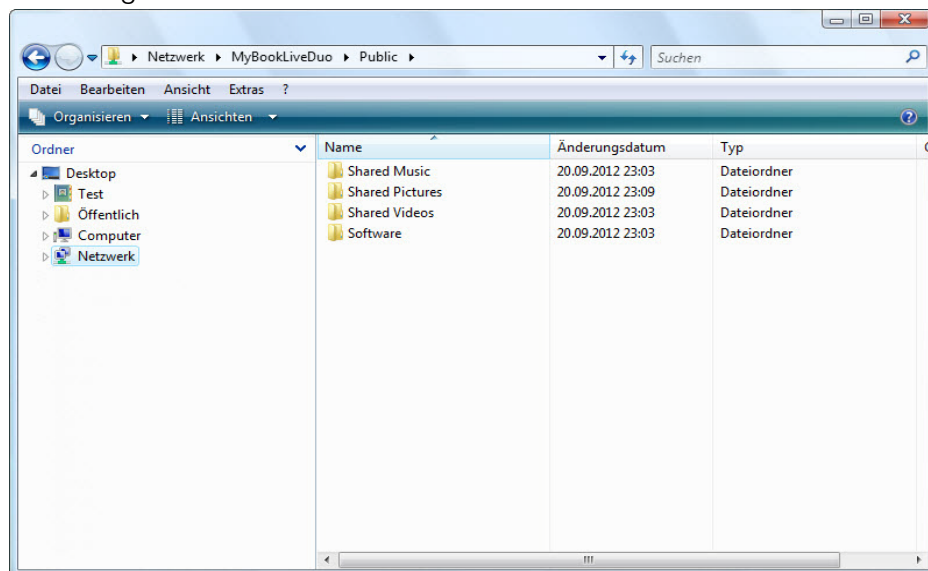 Netzwerk MyBookLiveDuo Public Suchen
Datei Bearbeiten Ansicht Extras ?
Organisieren Ansichten ?
Ordner Name Änderungsdatum Typ
Desktop Shared Music 20.09.2012 23:03 Dateiordner
Test Shared Pictures 20.09.2012 23:09 Dateiordner
Öffentlich Shared Videos 20.09.2012 23:03 Dateiordner
Computer Software 20.09.2012 23:03 Dateiordner
Netzwerk